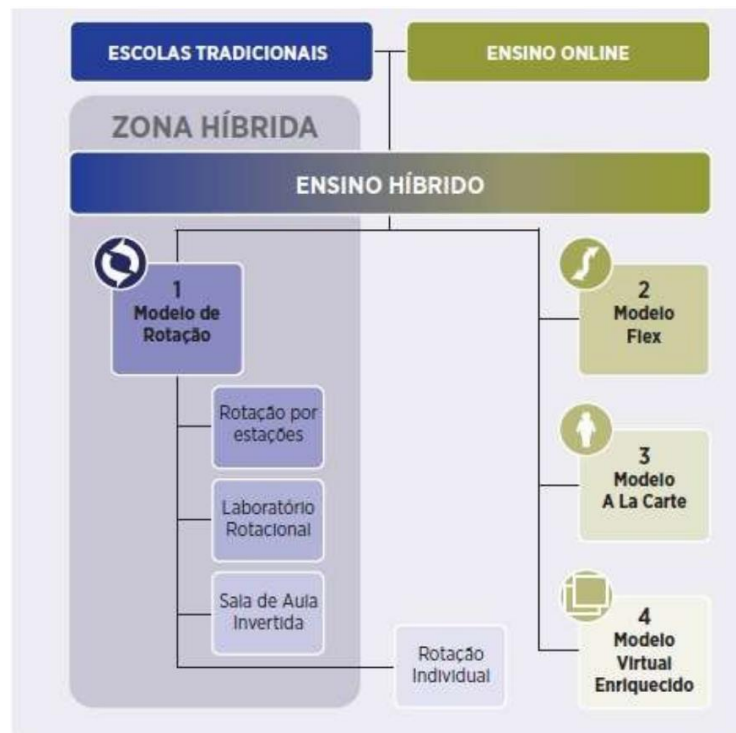 ESCOLAS TRADICIONAIS
ENSINO ONLINE
ZONA HÍBRIDA
ENSINO HÍBRIDO
1
Modelo de
Rotação
Rotação por
estações
Laboratório
Rotacional
Sala de Aula
Invertida
Rotação
Individual
2
Modelo
Flex
3
Modelo
A La Carte
4
Modelo
Virtual
Enriquecido